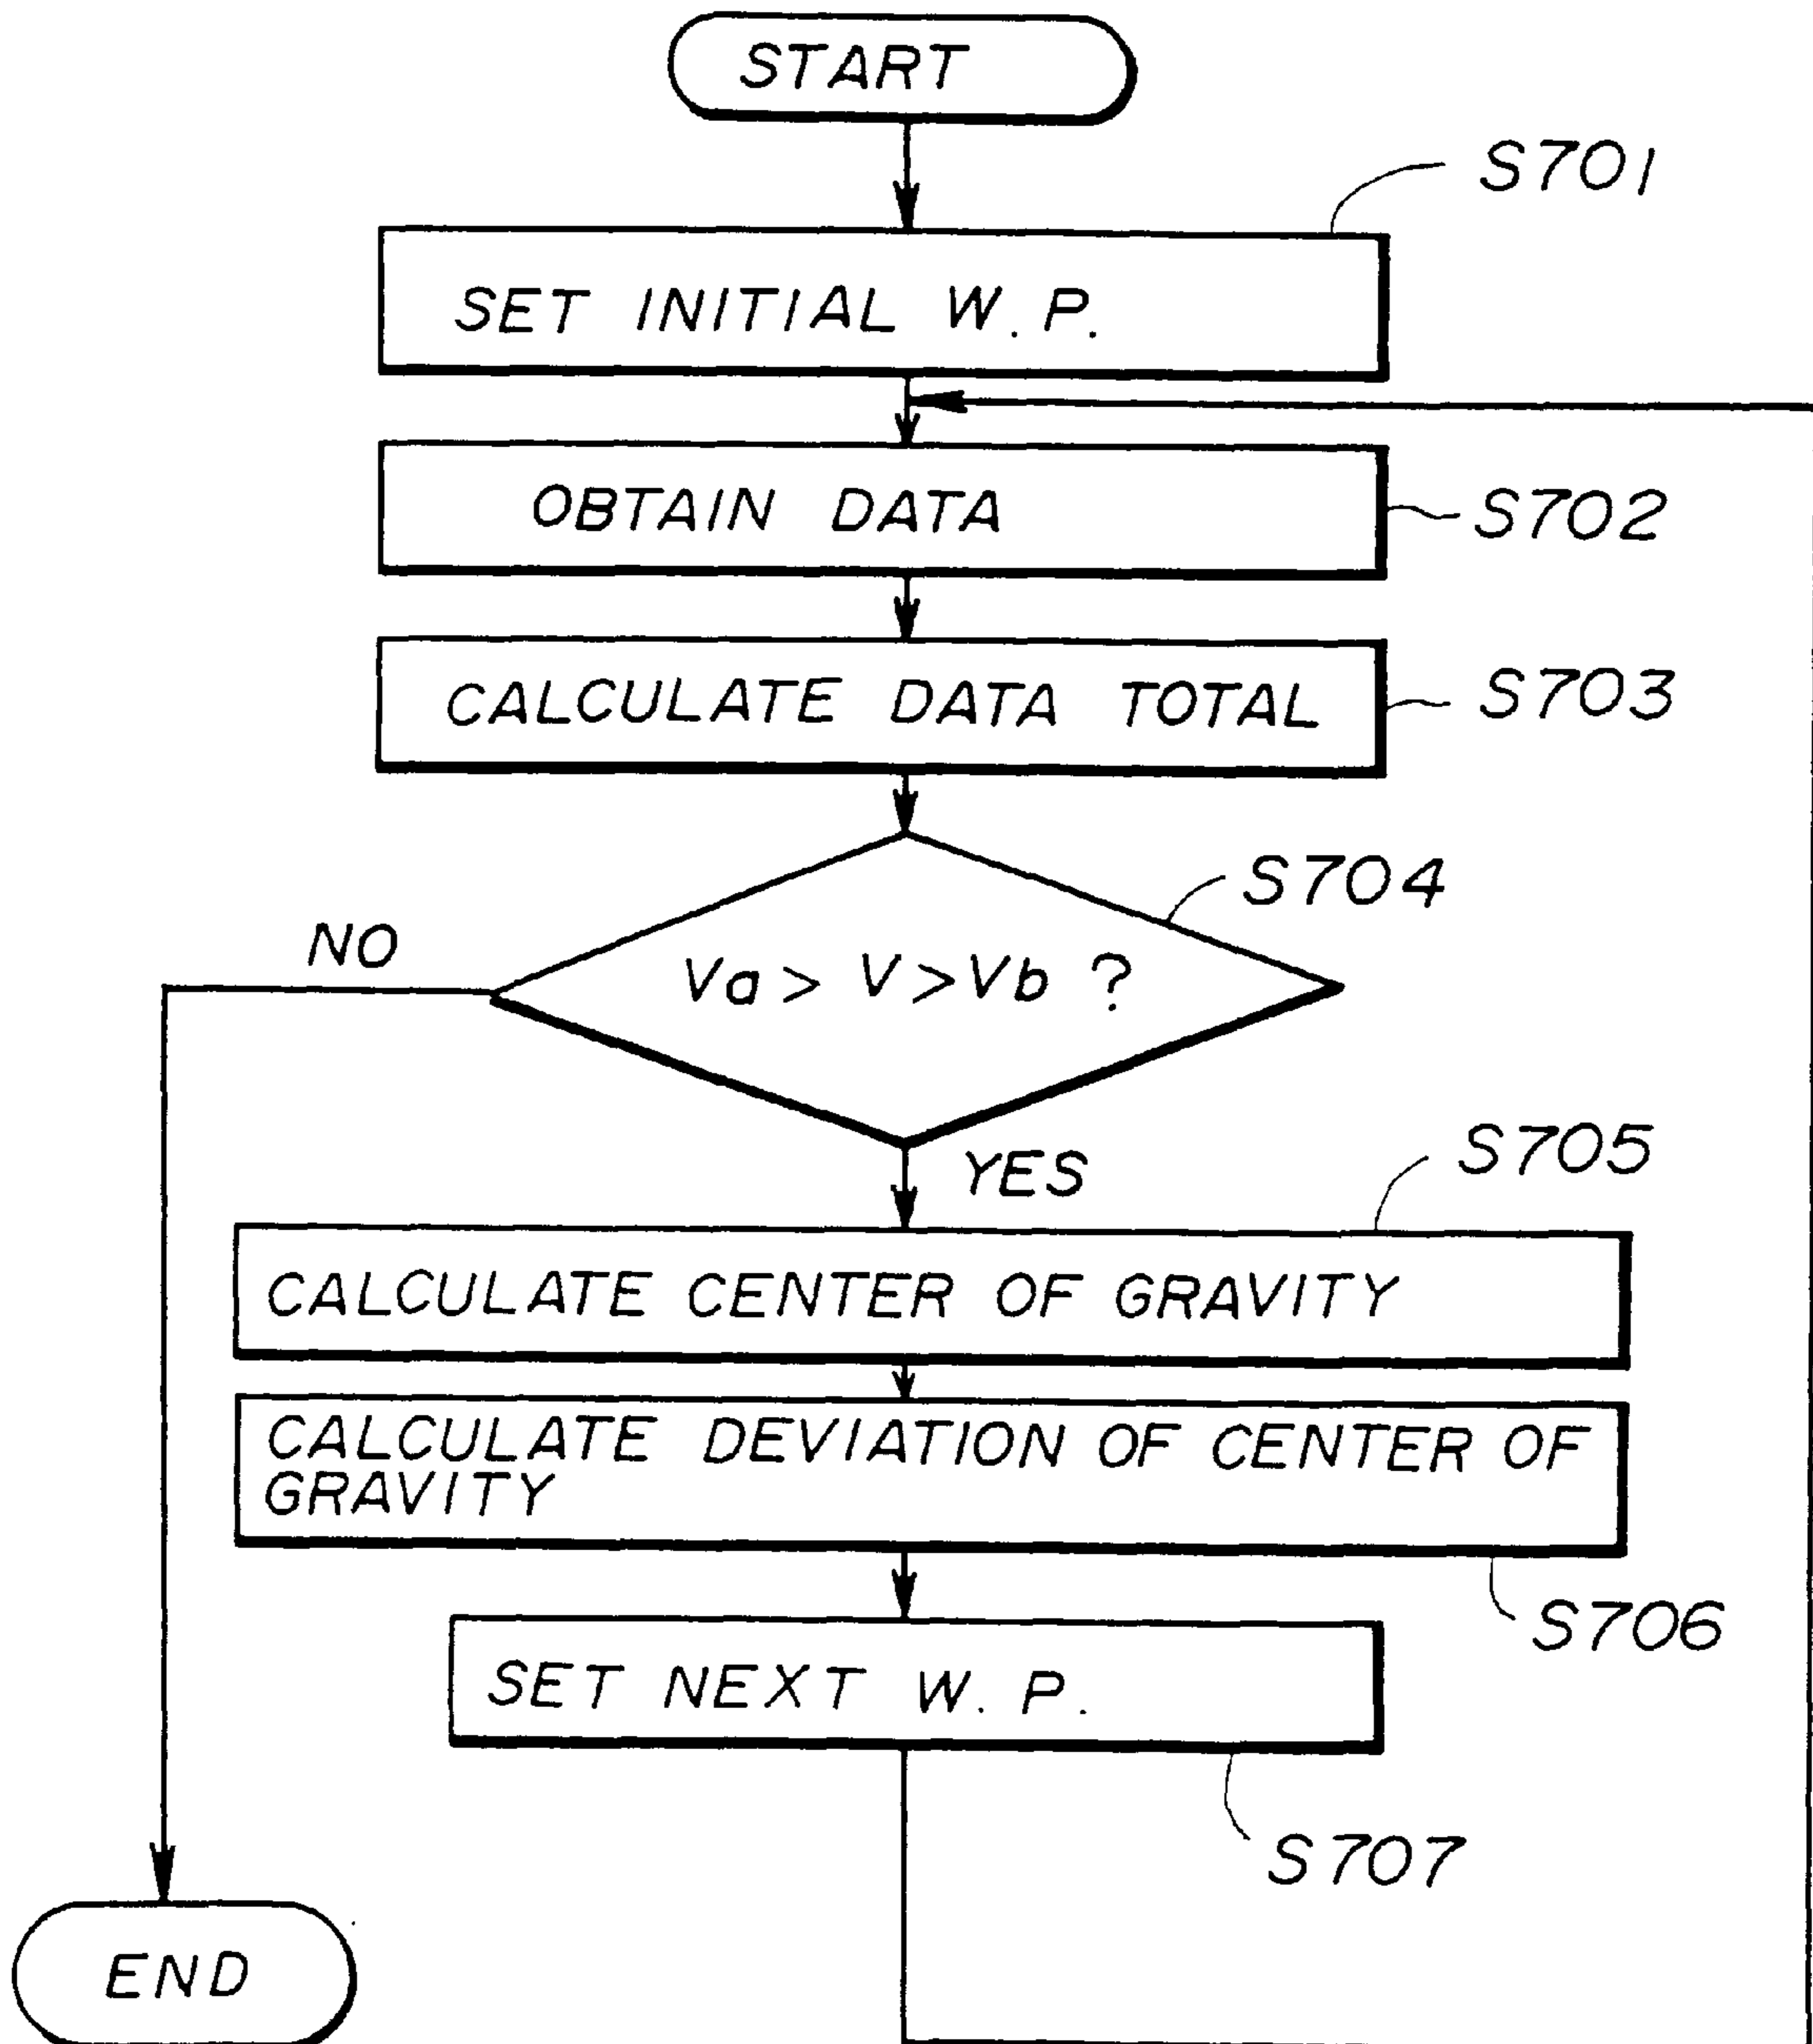 START
S701
SET INITIAL W. P.
OBTAIN DATA
S702
CALCULATE DATA TOTAL
S703
S704
NO
Va > V > Vb ?
YES
S705
CALCULATE CENTER OF GRAVITY
CALCULATE DEVIATION OF CENTER OF
GRAVITY
S706
SET NEXT W. P.
S707
END